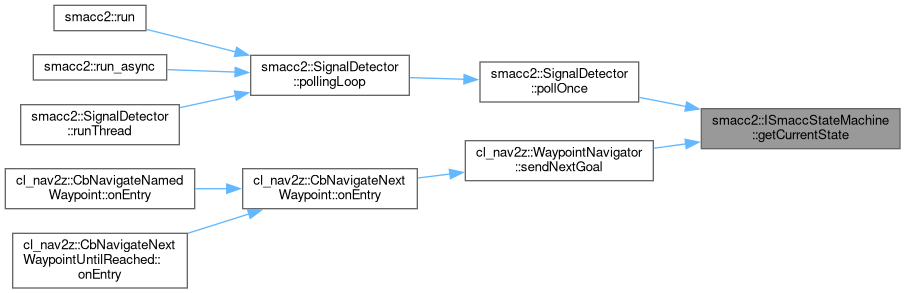 smacc2::run
smacc2::run_async
smacc2::SignalDetector
::runThread
smacc2::SignalDetector
::pollingLoop
smacc2::SignalDetector
::pollOnce
smacc2::ISmaccStateMachine
::getCurrentState
cl_nav2z::WaypointNavigator
::sendNextGoal
cl_nav2z::CbNavigateNext
Waypoint::onEntry
cl_nav2z::CbNavigateNamed
Waypoint::onEntry
cl_nav2z::CbNavigateNext
WaypointUntilReached::
onEntry